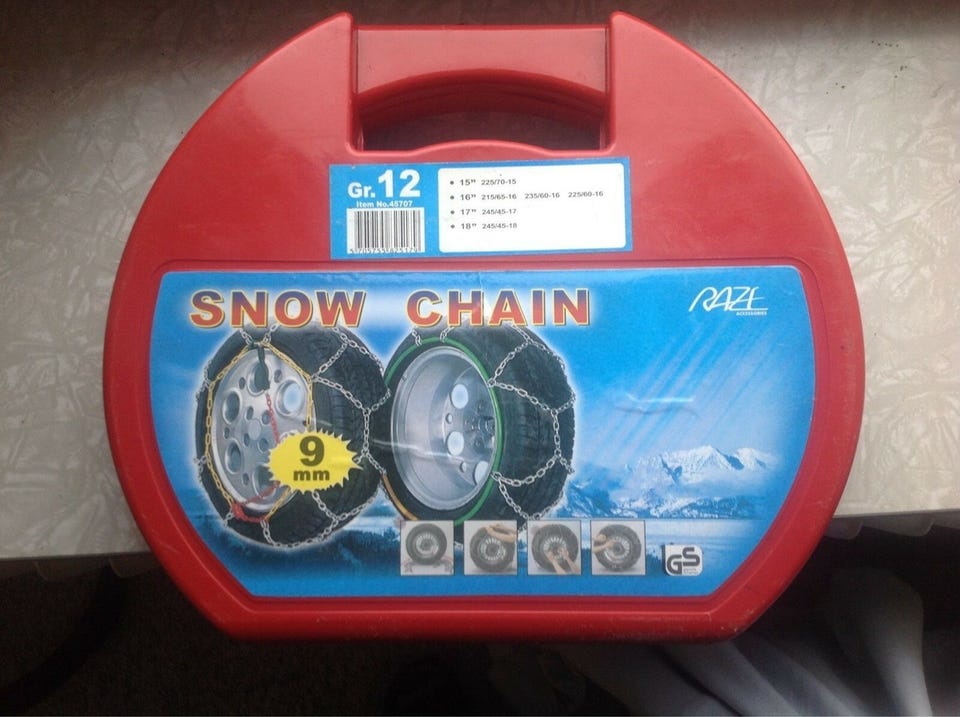 Gr.12
Item No.45707
• 15" 225/70-15
• 16" 215/65-16 235/60-16 225/60-16
• 17" 245/45-17
• 18" 245/45-18
SNOW CHAIN
RAZE
ACCESSORIES
9
mm
GS